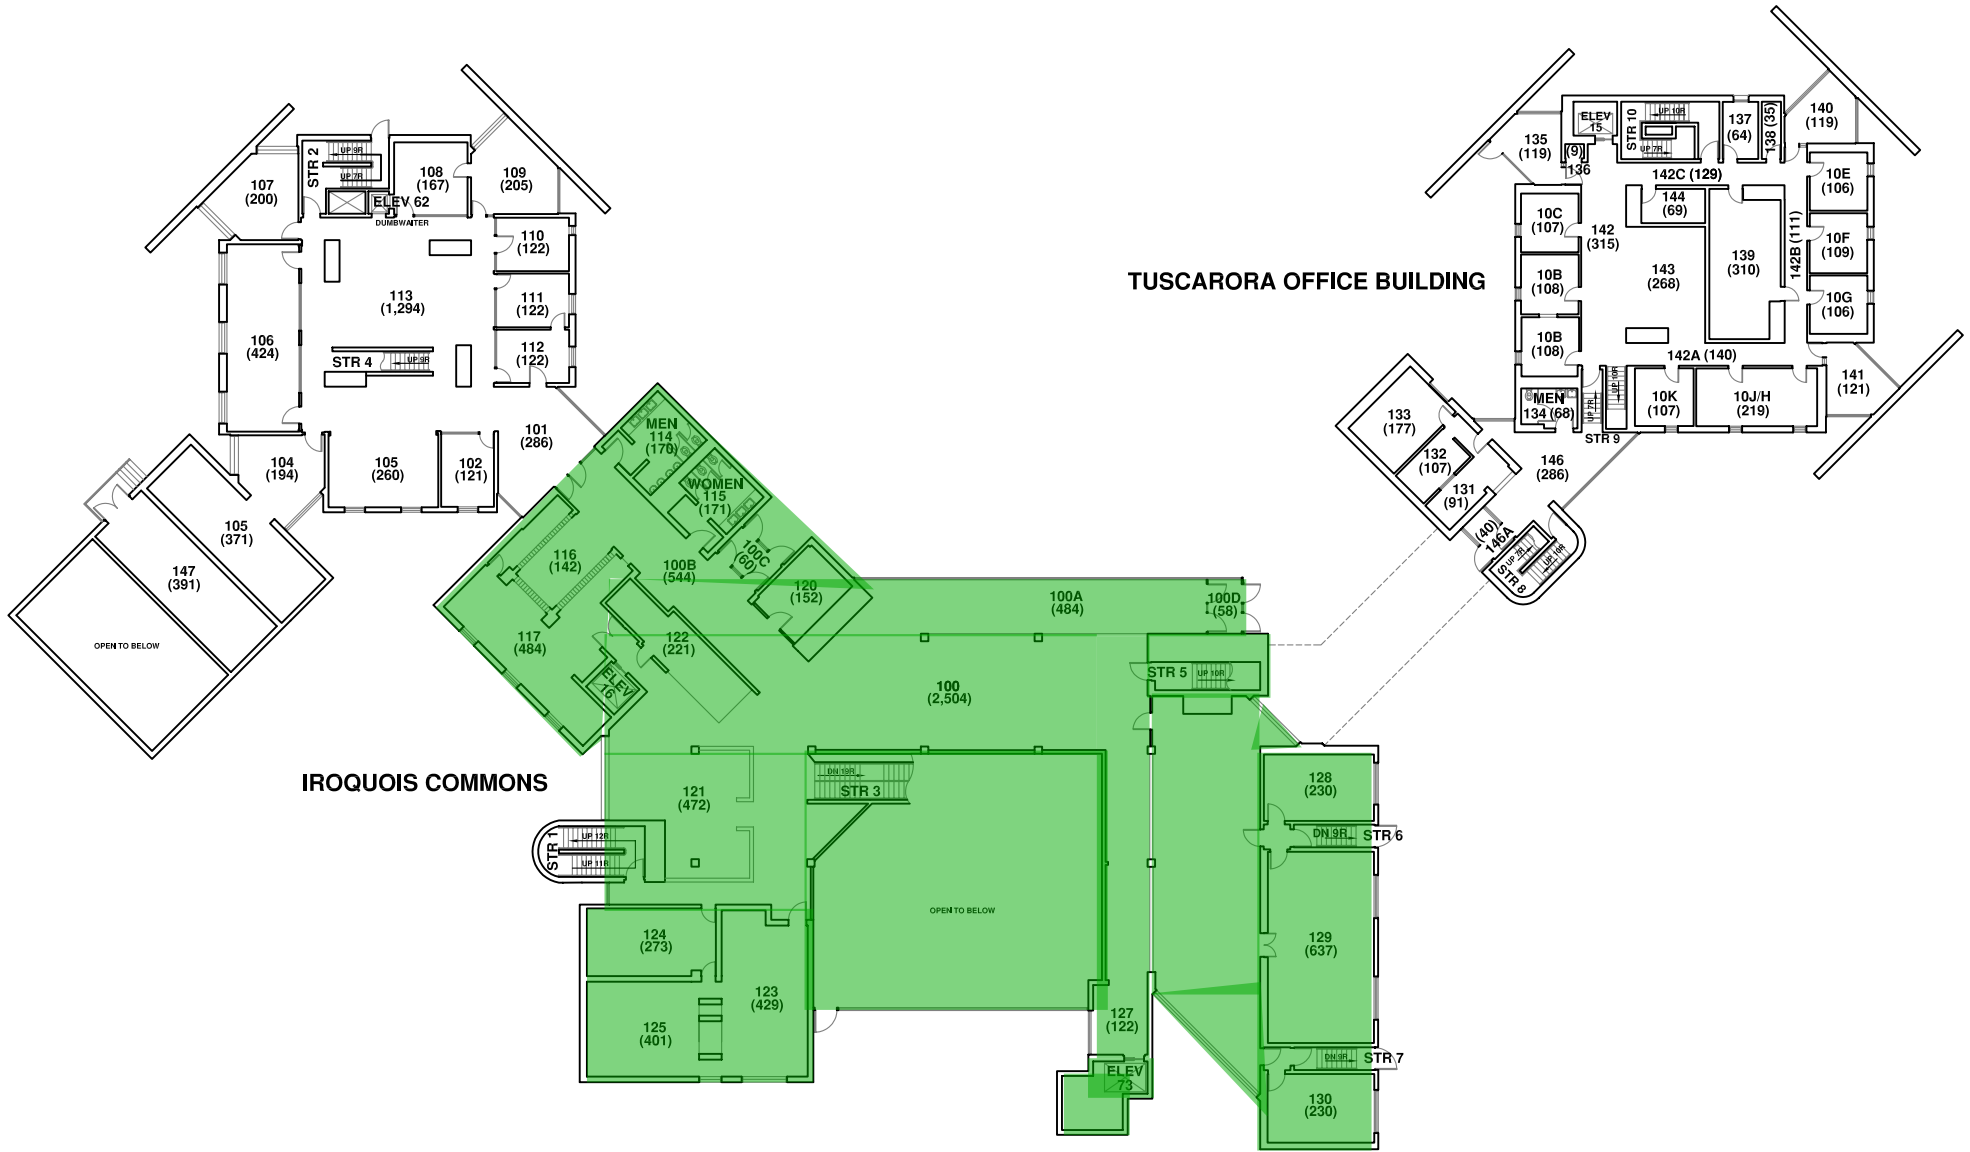 STR 2
UP 9R
UP 7R
107
(200)
108
(167)
109
(205)
ELEV 62
DUMBWAITER
110
(122)
113
(1,294)
111
(122)
106
(424)
112
(122)
STR 4
UP 9R
101
(286)
104
(194)
105
(260)
102
(121)
105
(371)
147
(391)
OPEN TO BELOW
IROQUOIS COMMONS
MEN
114
(170)
WOMEN
115
(171)
116
(142)
100B
(544)
100C
(60)
120
(152)
117
(484)
122
(221)
ELEV
16
100A
(484)
100D
(58)
100
(2,504)
STR 5
UP 10R
121
(472)
DN 19R
STR 3
STR 1
UP 12R
UP 11R
OPEN TO BELOW
124
(273)
123
(429)
125
(401)
127
(122)
ELEV
73
128
(230)
DN 9R
STR 6
129
(637)
DN 9R
STR 7
130
(230)
TUSCARORA OFFICE BUILDING
135
(119)
ELEV
15
STR 10
UP 10R
UP 7R
137
(64)
138 (35)
140
(119)
(9)
136
142C (129)
10E
(106)
144
(69)
10C
(107)
142
(315)
142B (111)
10F
(109)
139
(310)
143
(268)
10B
(108)
10G
(106)
10B
(108)
142A (140)
141
(121)
MEN
134 (68)
UP 7R
UP 10R
STR 9
10K
(107)
10J/H
(219)
133
(177)
132
(107)
131
(91)
146
(286)
(40)
146A
UP 7R
UP 10R
STR 8